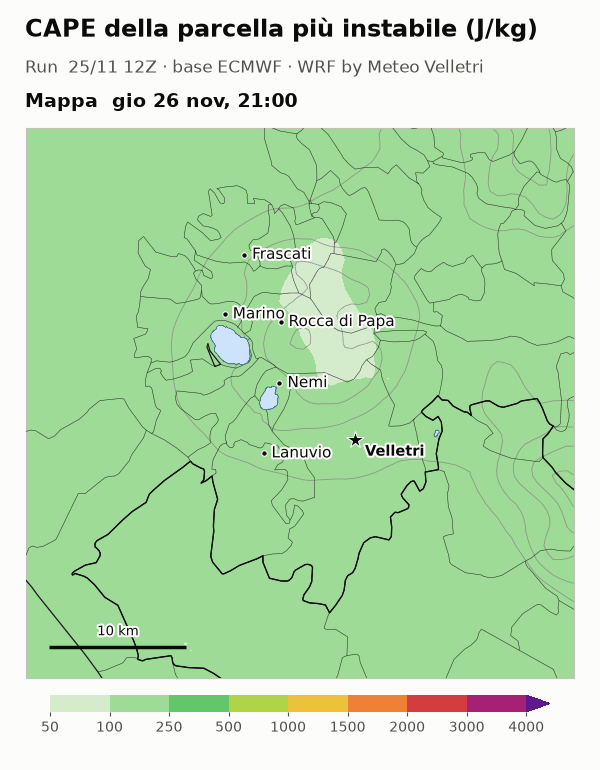 CAPE della parcella più instabile (J/kg)
Run  25/11 12Z · base ECMWF · WRF by Meteo Velletri
Mappa  gio 26 nov, 21:00
Frascati
Marino
Rocca di Papa
Nemi
Velletri
Lanuvio
10 km
50 100 250 500 1000 1500 2000 3000 4000